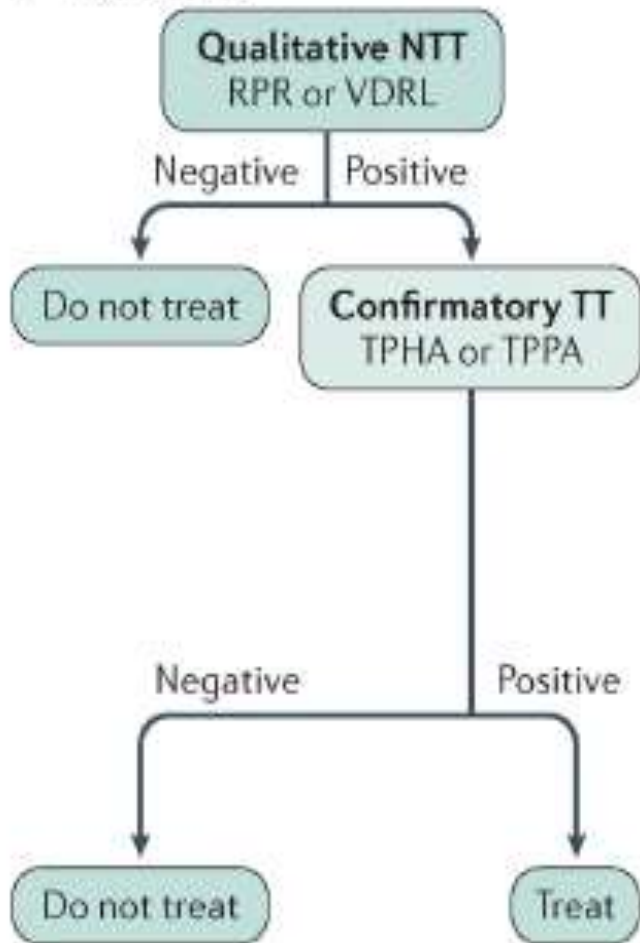 Qualitative NTT
RPR or VDRL
Negative
Positive
Do not treat
Confirmatory TT
TPHA or TPPA
Negative
Positive
Do not treat
Treat